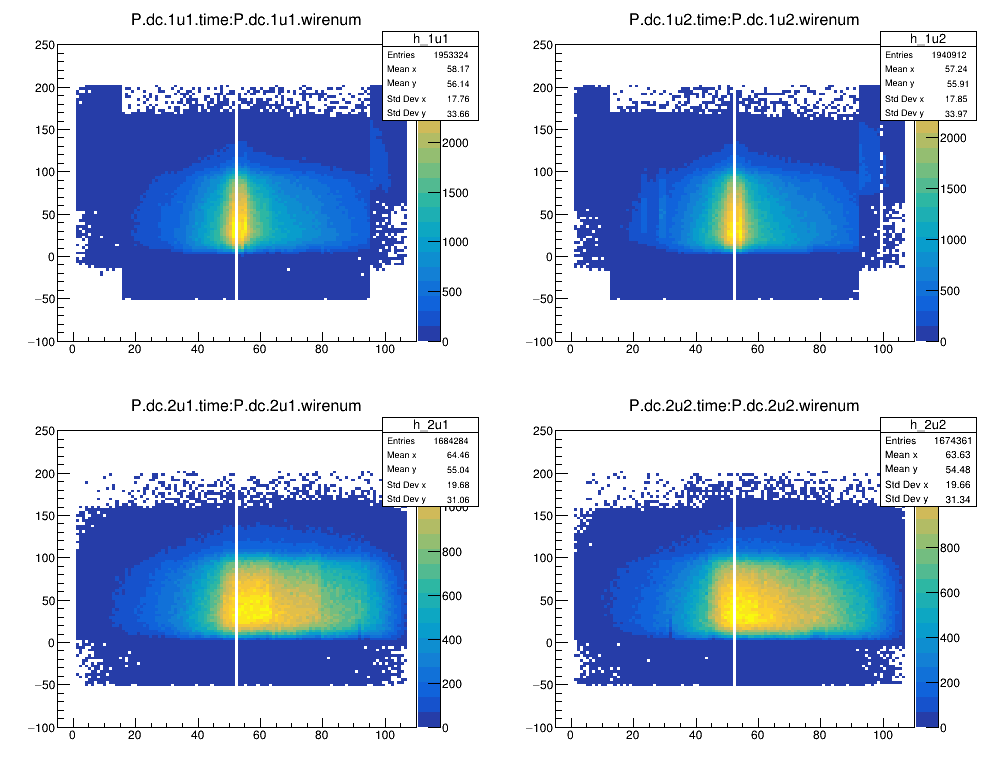 P.dc.1u1.time:P.dc.1u1.wirenum
h_1u1
Entries 1953324
Mean x 58.17
Mean y 56.14
Std Dev x 17.76
Std Dev y 33.66
250
200
150
100
50
0
−50
−100
0 20 40 60 80 100
2000
1500
1000
500
0
P.dc.1u2.time:P.dc.1u2.wirenum
h_1u2
Entries 1940912
Mean x 57.24
Mean y 55.91
Std Dev x 17.85
Std Dev y 33.97
250
200
150
100
50
0
−50
−100
0 20 40 60 80 100
2000
1500
1000
500
0
P.dc.2u1.time:P.dc.2u1.wirenum
h_2u1
Entries 1684284
Mean x 64.46
Mean y 55.04
Std Dev x 19.68
Std Dev y 31.06
250
200
150
100
50
0
−50
−100
0 20 40 60 80 100
1000
800
600
400
200
0
P.dc.2u2.time:P.dc.2u2.wirenum
h_2u2
Entries 1674361
Mean x 63.63
Mean y 54.48
Std Dev x 19.66
Std Dev y 31.34
250
200
150
100
50
0
−50
−100
0 20 40 60 80 100
800
600
400
200
0